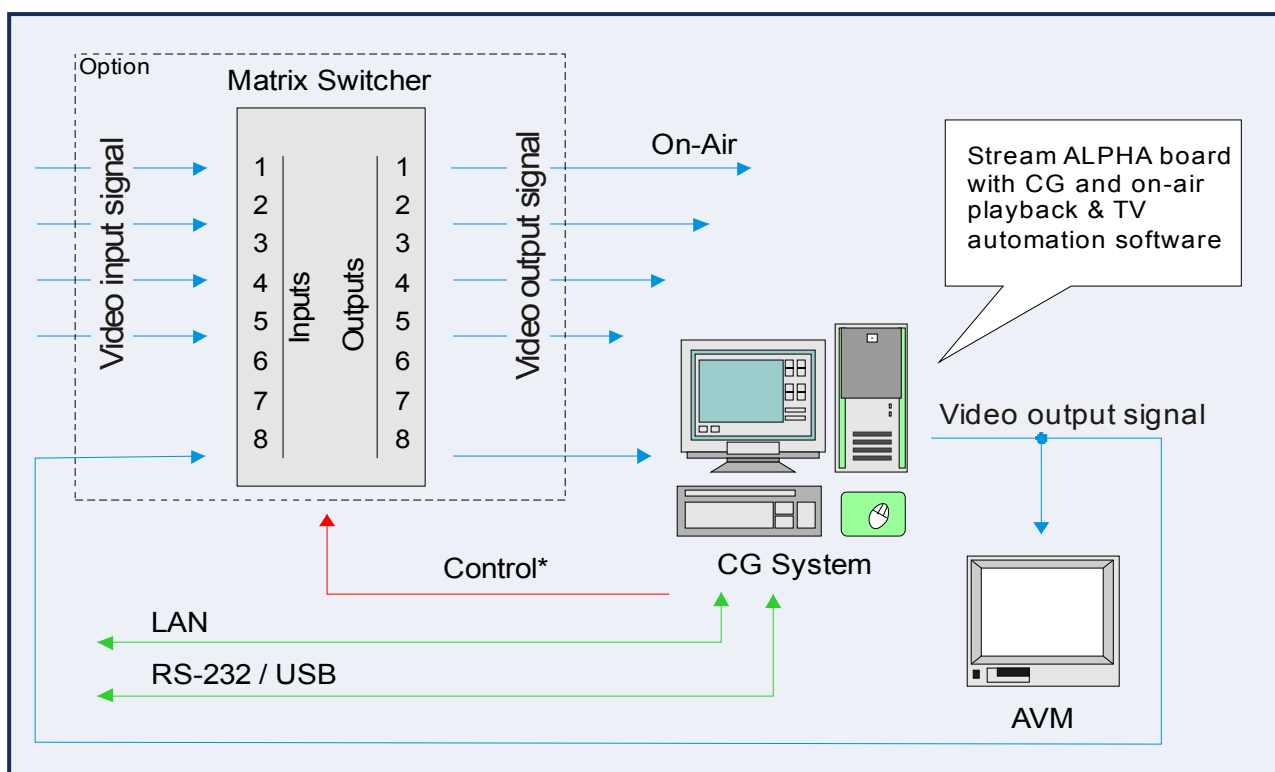 Option
Matrix Switcher
Video input signal
1
2
3
4
5
6
7
8
Inputs
Outputs
1
2
3
4
5
6
7
8
Video output signal
On-Air
Stream ALPHA board
with CG and on-air
playback & TV
automation software
Video output signal
CG System
Control*
LAN
RS-232 / USB
AVM